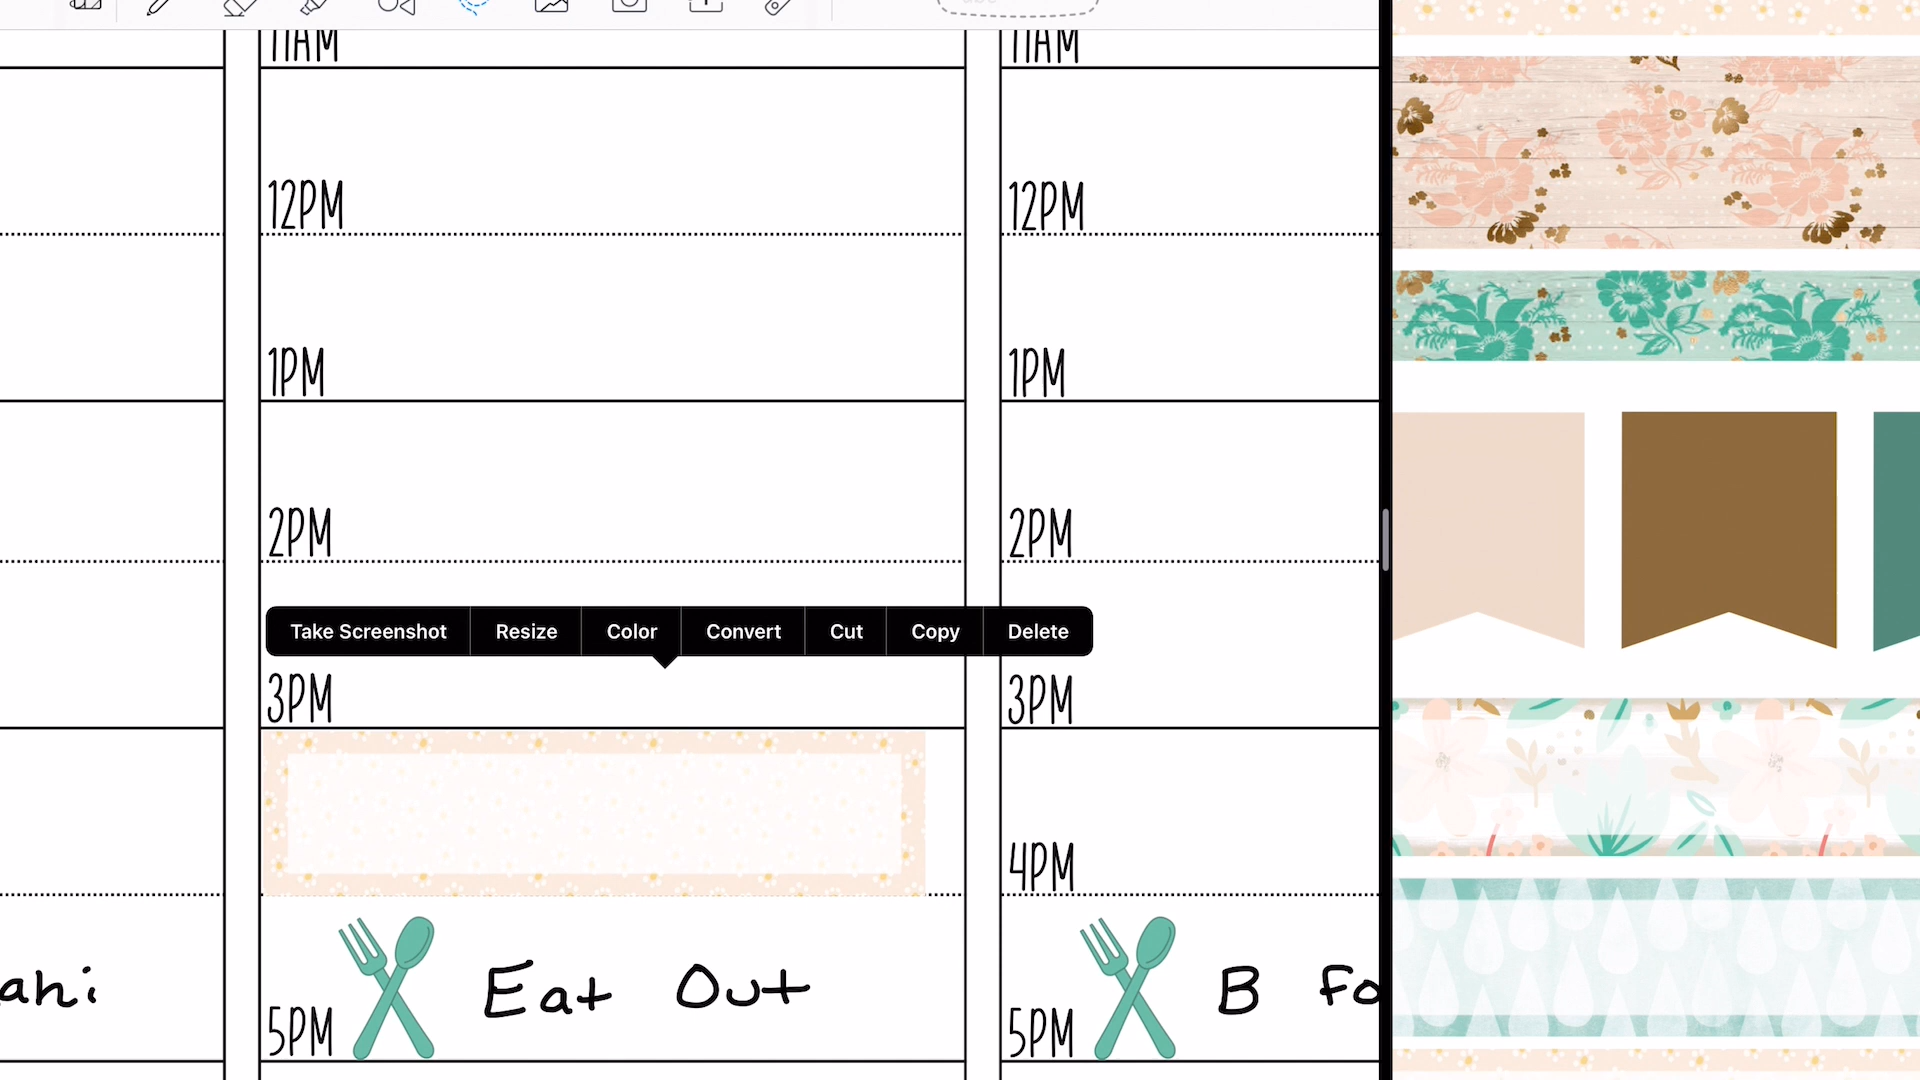 11AM 11AM
12PM 12PM
1PM 1PM
2PM 2PM
Take Screenshot Resize Color Convert Cut Copy Delete
3PM 3PM
4PM
ahi Eat Out B Fo
5PM 5PM